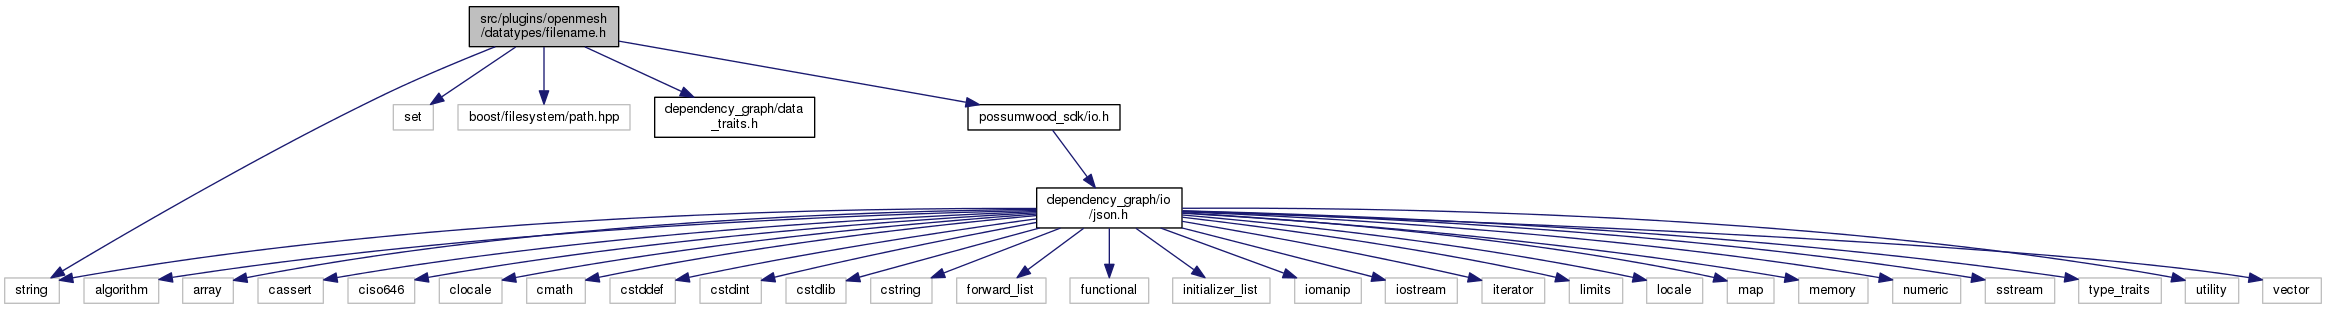 src/plugins/openmesh
/datatypes/filename.h
set
boost/filesystem/path.hpp
dependency_graph/data
_traits.h
possumwood_sdk/io.h
dependency_graph/io
/json.h
string
algorithm
array
cassert
ciso646
clocale
cmath
cstddef
cstdint
cstdlib
cstring
forward_list
functional
initializer_list
iomanip
iostream
iterator
limits
locale
map
memory
numeric
sstream
type_traits
utility
vector